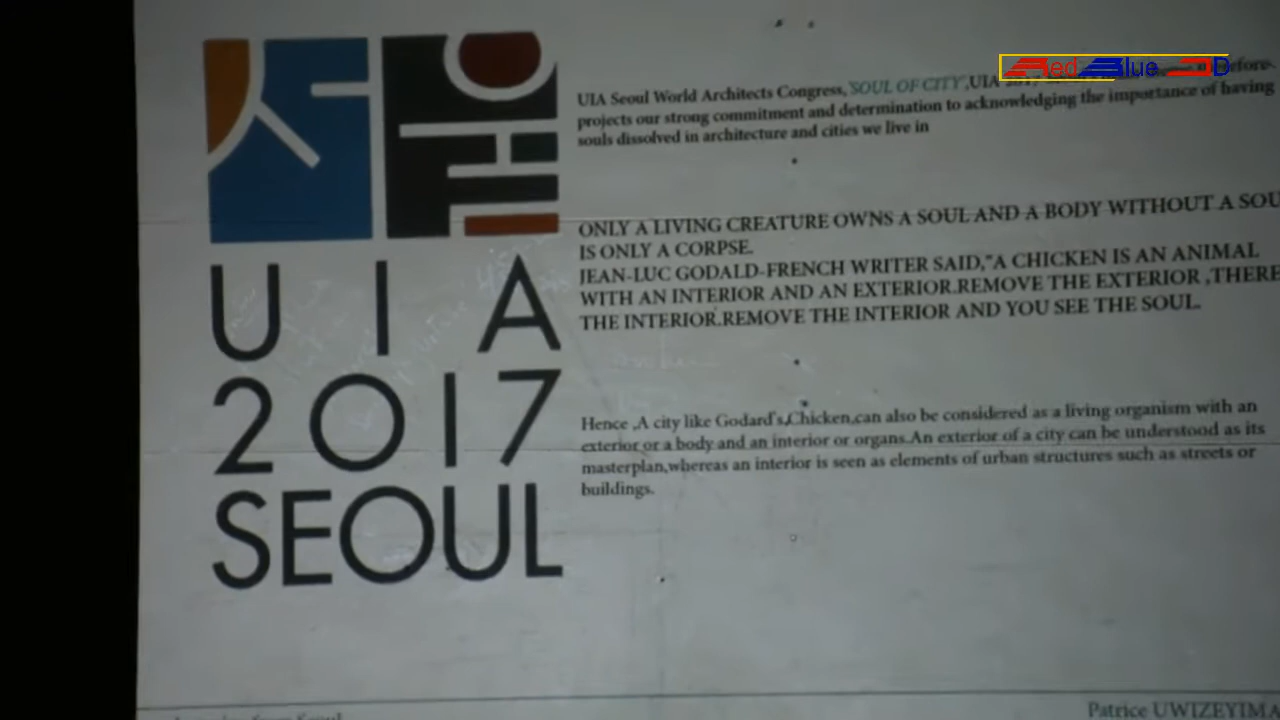 서울
UIA
2017
SEOUL
Red Blue 3D
UIA Seoul World Architects Congress, 'SOUL OF CITY' ,UIA
projects our strong commitment and determination to acknowledging the importance of having
souls dissolved in architecture and cities we live in
ONLY A LIVING CREATURE OWNS A SOUL AND A BODY WITHOUT A SOU
IS ONLY A CORPSE.
JEAN-LUC GODALD-FRENCH WRITER SAID,"A CHICKEN IS AN ANIMAL
WITH AN INTERIOR AND AN EXTERIOR.REMOVE THE EXTERIOR ,THERE
THE INTERIOR.REMOVE THE INTERIOR AND YOU SEE THE SOUL.
Hence ,A city like Godard's,Chicken,can also be considered as a living organism with an
exterior or a body and an interior or organs.An exterior of a city can be understood as its
masterplan,whereas an interior is seen as elements of urban structures such as streets or
buildings.
Patrice UWIZEYIMA